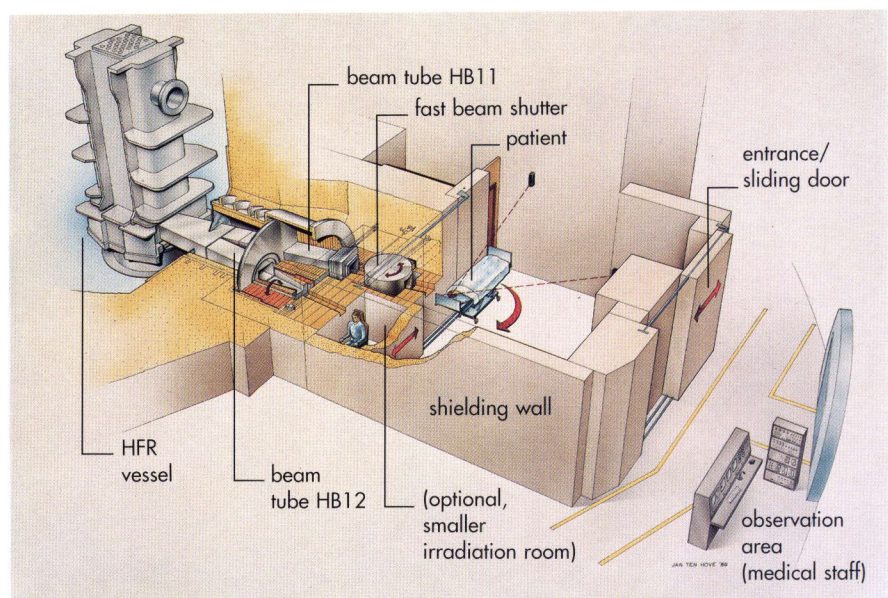 beam tube HB11
fast beam shutter
patient
entrance/
sliding door
shielding wall
HFR
vessel
beam
tube HB12
(optional,
smaller
irradiation room)
observation
area
(medical staff)
JAN TEN HOVE '89